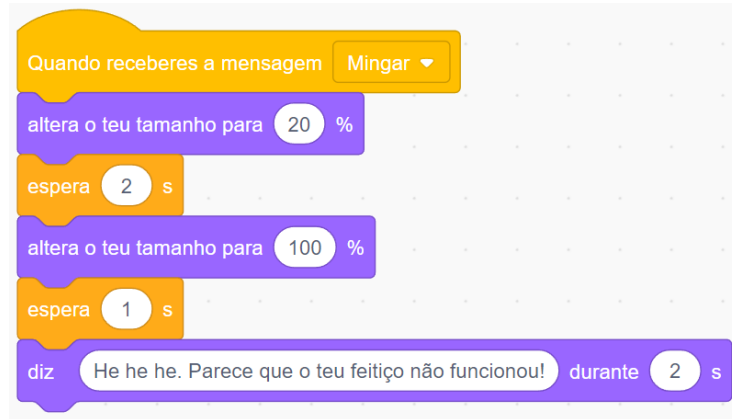 Quando receberes a mensagem Mingar
altera o teu tamanho para 20 %
espera 2 s
altera o teu tamanho para 100 %
espera 1 s
diz He he he. Parece que o teu feitiço não funcionou! durante 2 s